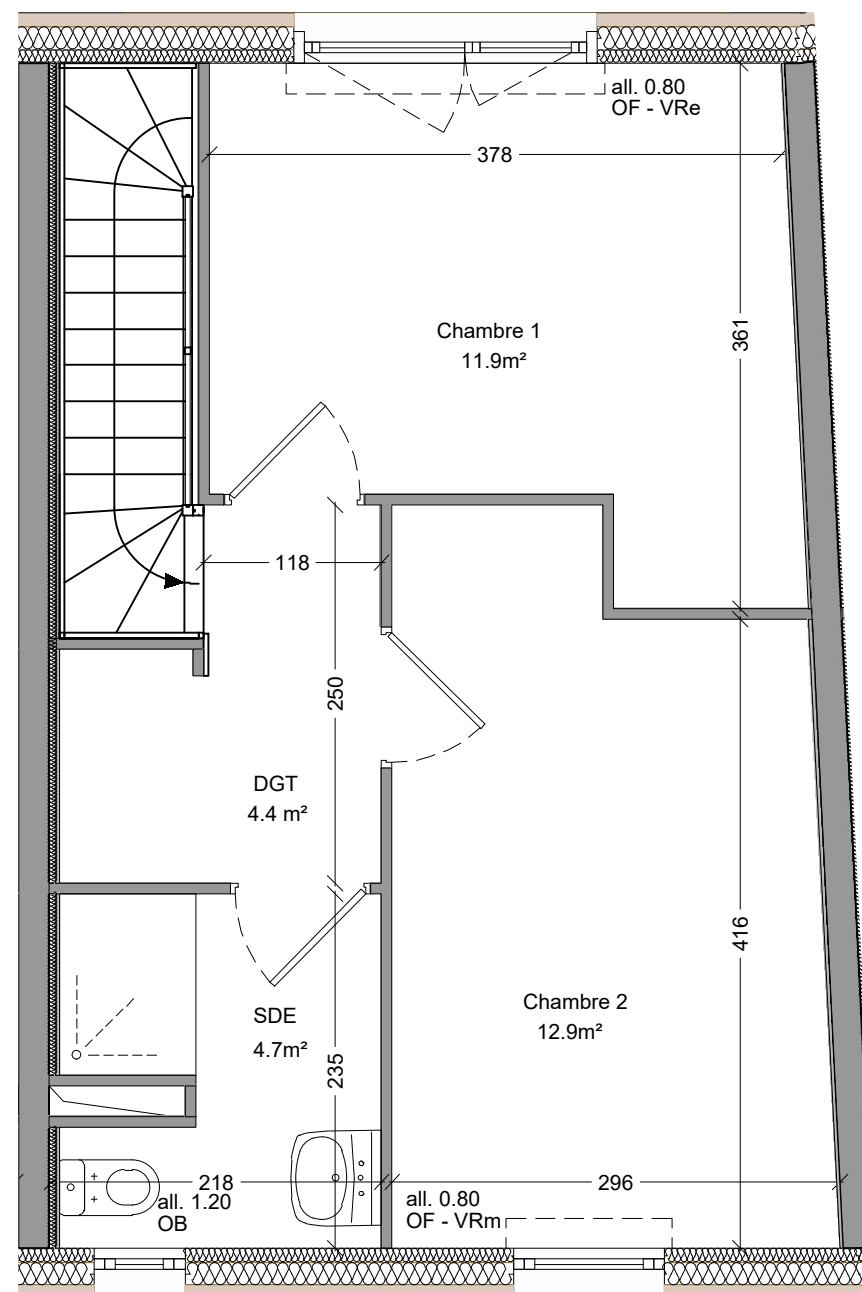 all. 0.80
OF - VRe
378
Chambre 1
11.9m²
361
118
250
DGT
4.4 m²
416
SDE
4.7m²
235
Chambre 2
12.9m²
218
all. 1.20
OB
all. 0.80
OF - VRm
296